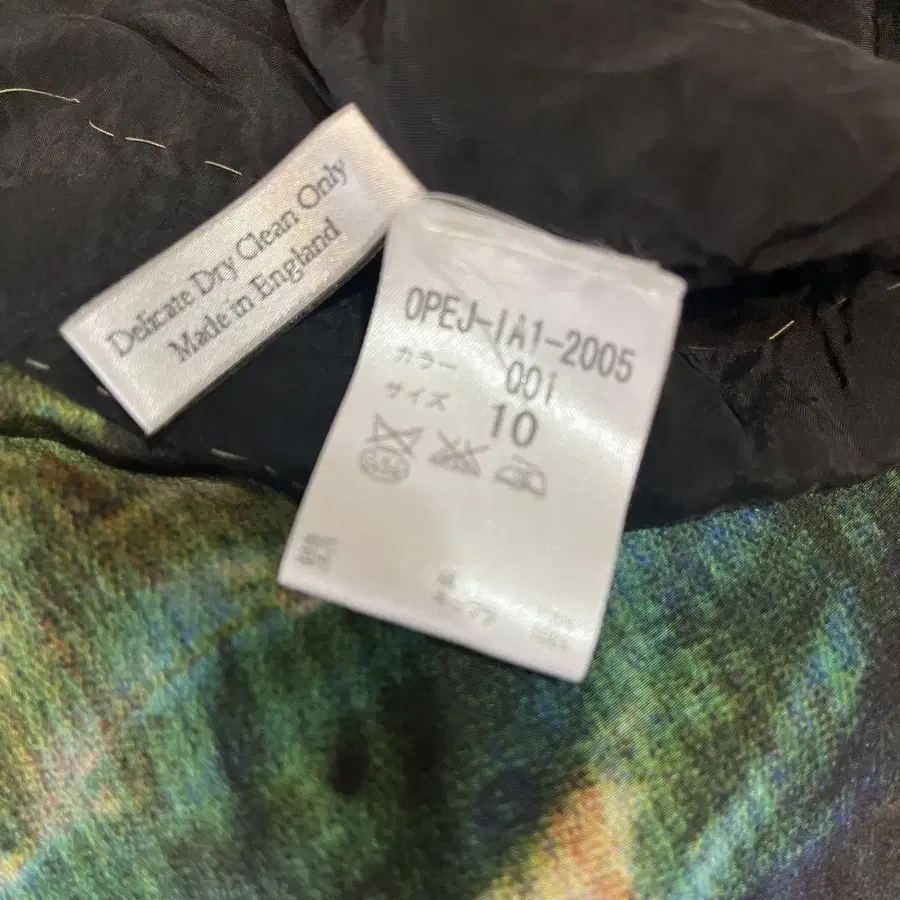 Delicate Dry Clean Only
Made in England
OPEJ-IA1-2005
カラー 001
サイズ 10